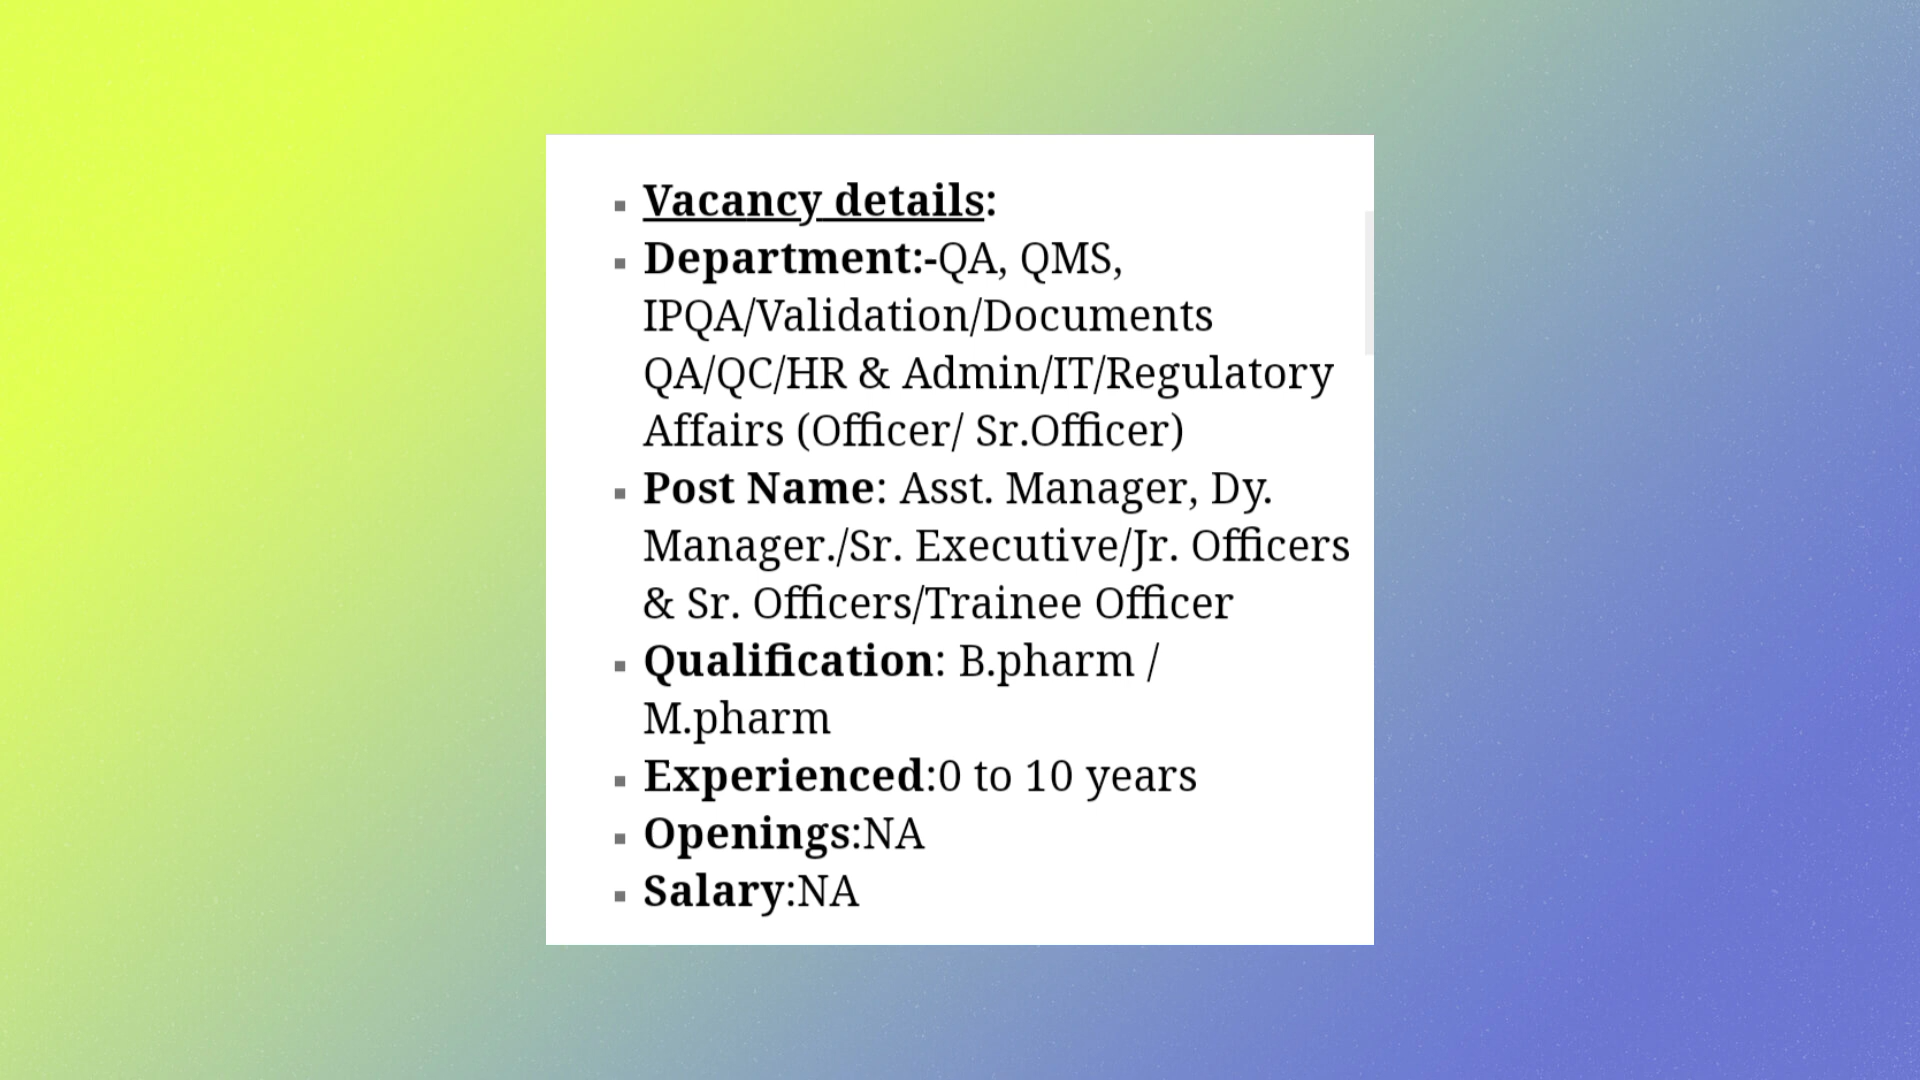 Vacancy details:
Department:-QA, QMS,
IPQA/Validation/Documents
QA/QC/HR & Admin/IT/Regulatory
Affairs (Officer/ Sr.Officer)
Post Name: Asst. Manager, Dy.
Manager./Sr. Executive/Jr. Officers
& Sr. Officers/Trainee Officer
Qualification: B.pharm /
M.pharm
Experienced:0 to 10 years
Openings:NA
Salary:NA